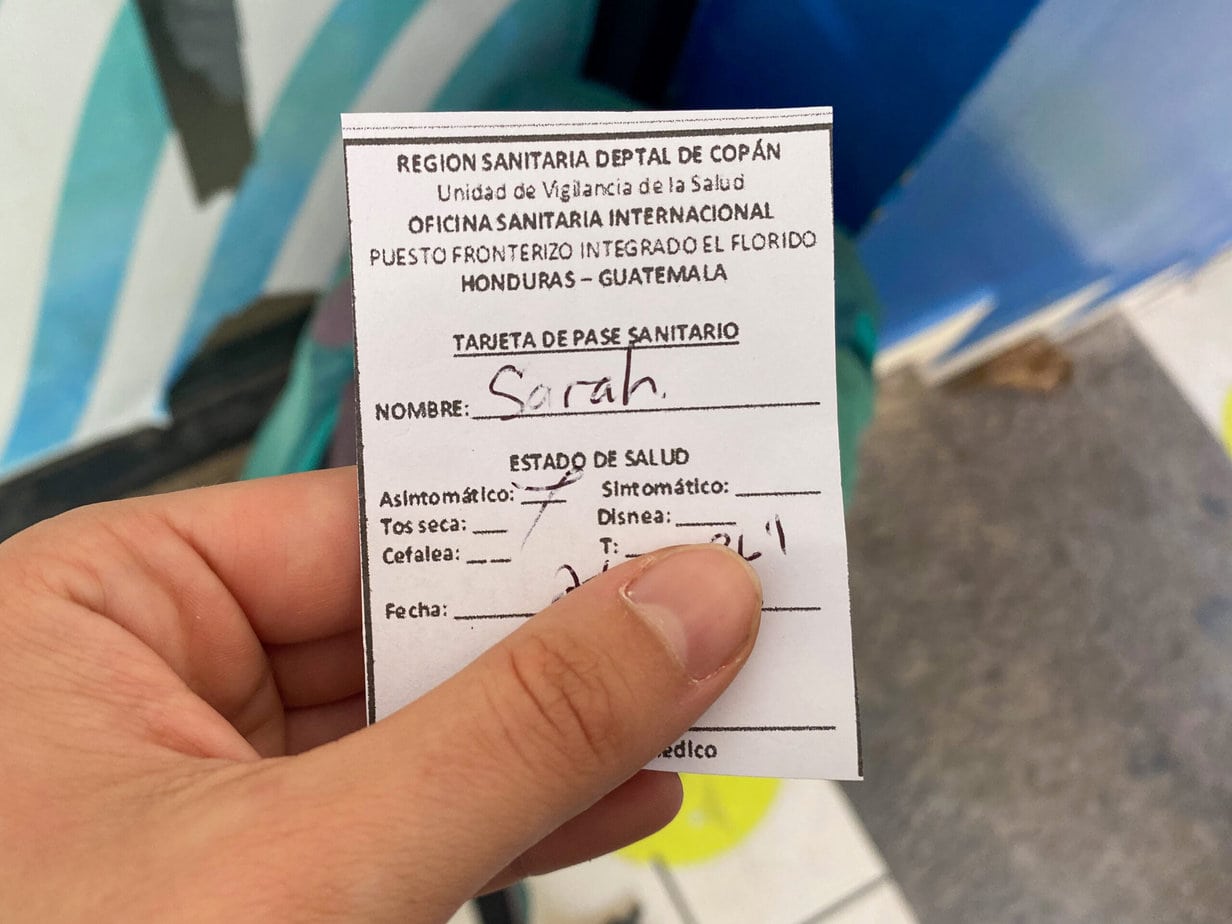 REGION SANITARIA DEPTAL DE COPÁN
Unidad de Vigilancia de la Salud
OFICINA SANITARIA INTERNACIONAL
PUESTO FRONTERIZO INTEGRADO EL FLORIDO
HONDURAS – GUATEMALA
TARJETA DE PASE SANITARIO
NOMBRE: Sarah.
ESTADO DE SALUD
Asintomático: Sintomático:
Tos seca: Disnea:
Cefalea: T:
Fecha:
edico